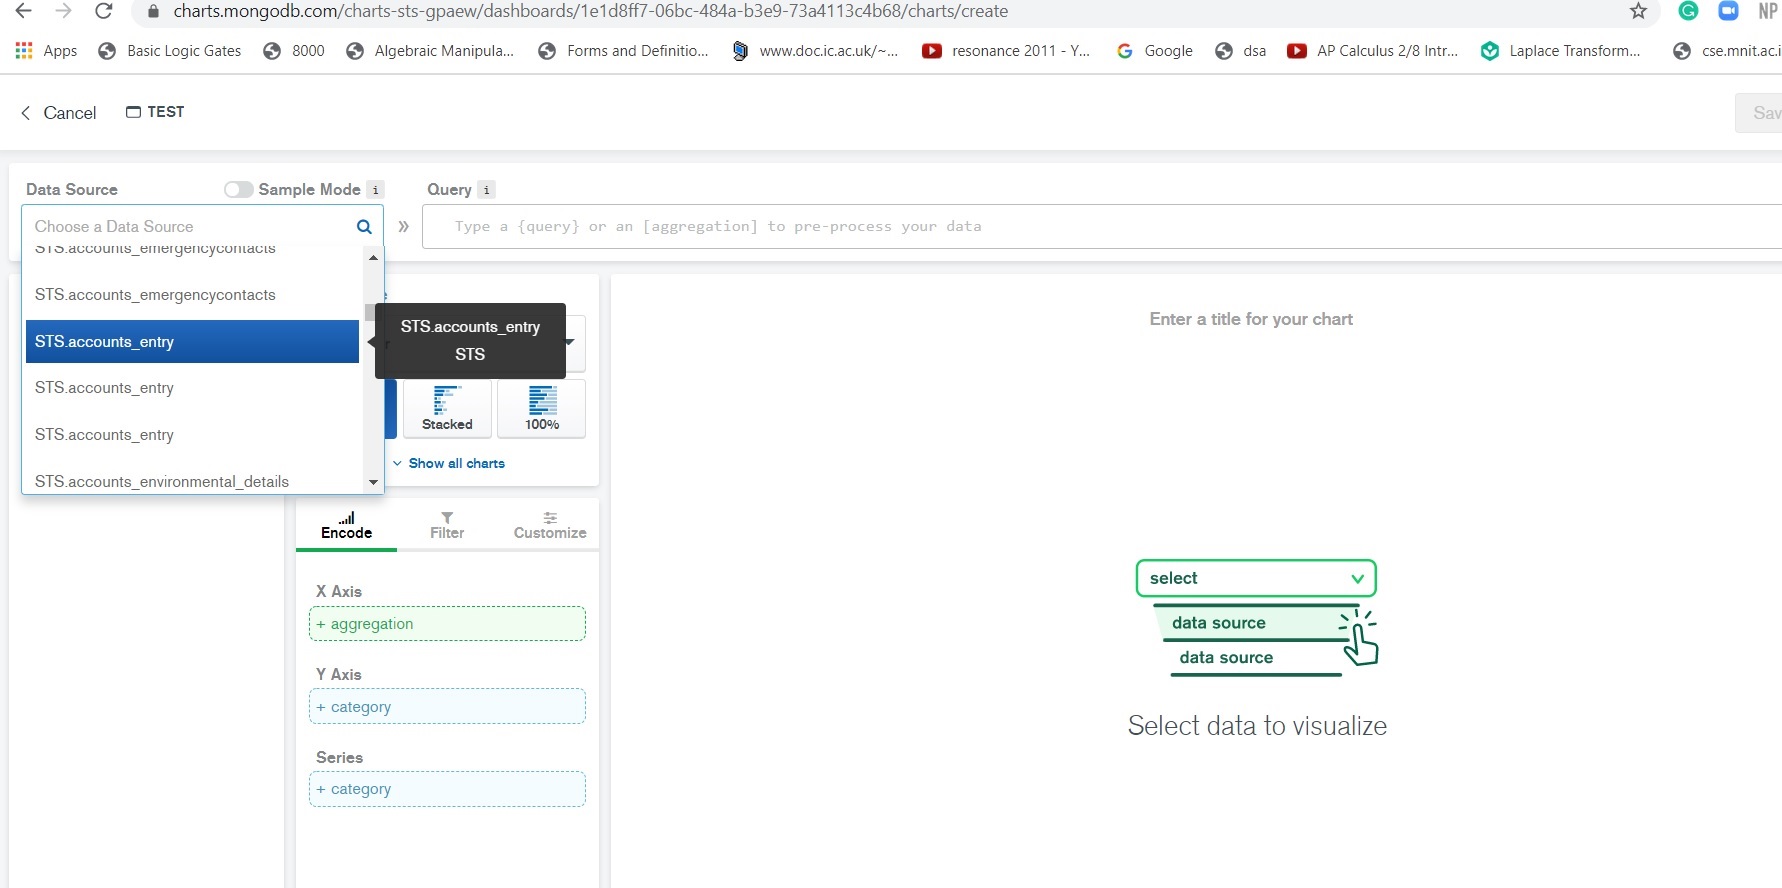 charts.mongodb.com/charts-sts-gpaew/dashboards/1e1d8ff7-06bc-484a-b3e9-73a4113c4b68/charts/create
NP
Apps Basic Logic Gates 8000 Algebraic Manipula... Forms and Definitio... www.doc.ic.ac.uk/~... resonance 2011 - Y... Google dsa AP Calculus 2/8 Intr... Laplace Transform... cse.mnit.ac.i
Cancel TEST
Sav
Data Source Sample Mode i Query i
Choose a Data Source
Type a {query} or an [aggregation] to pre-process your data
STS.accounts_emergencycontacts
STS.accounts_emergencycontacts
STS.accounts_entry
STS.accounts_entry
STS.accounts_entry
STS.accounts_environmental_details
STS.accounts_entry
STS
Stacked 100%
Show all charts
Encode Filter Customize
X Axis
+ aggregation
Y Axis
+ category
Series
+ category
Enter a title for your chart
select
data source
data source
Select data to visualize